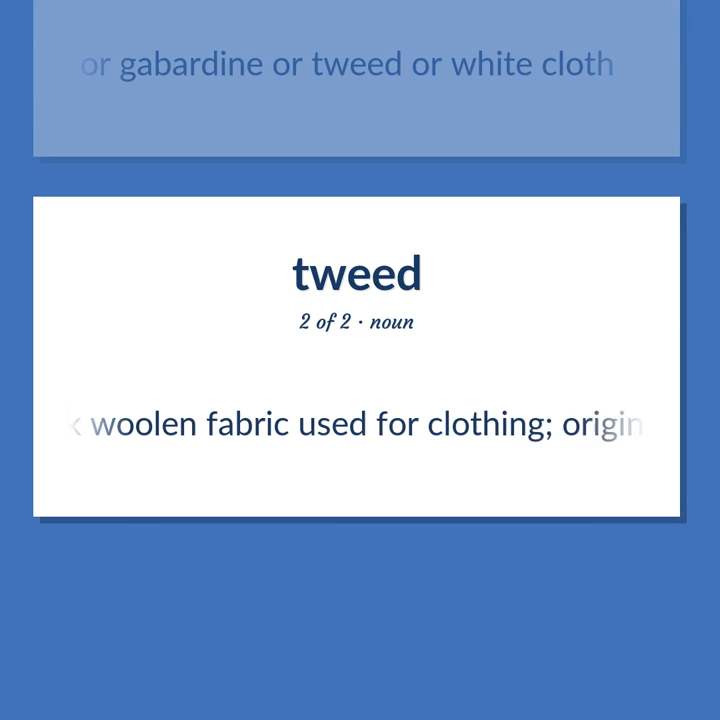 or gabardine or tweed or white cloth
tweed
2 of 2 · noun
woolen fabric used for clothing; origin